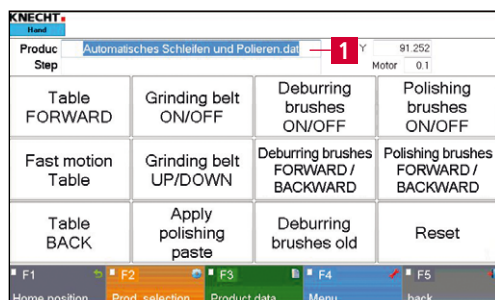 KNECHT.
Hand
Produc Automatisches Schleifen und Polieren.dat 1 Y 91.252
Step Motor 0.1
Table FORWARD
Grinding belt ON/OFF
Deburring brushes ON/OFF
Polishing brushes ON/OFF
Fast motion Table
Grinding belt UP/DOWN
Deburring brushes FORWARD / BACKWARD
Polishing brushes FORWARD / BACKWARD
Table BACK
Apply polishing paste
Deburring brushes old
Reset
F1 F2 F3 F4 F5
Home position Prod. selection Product data Menu back